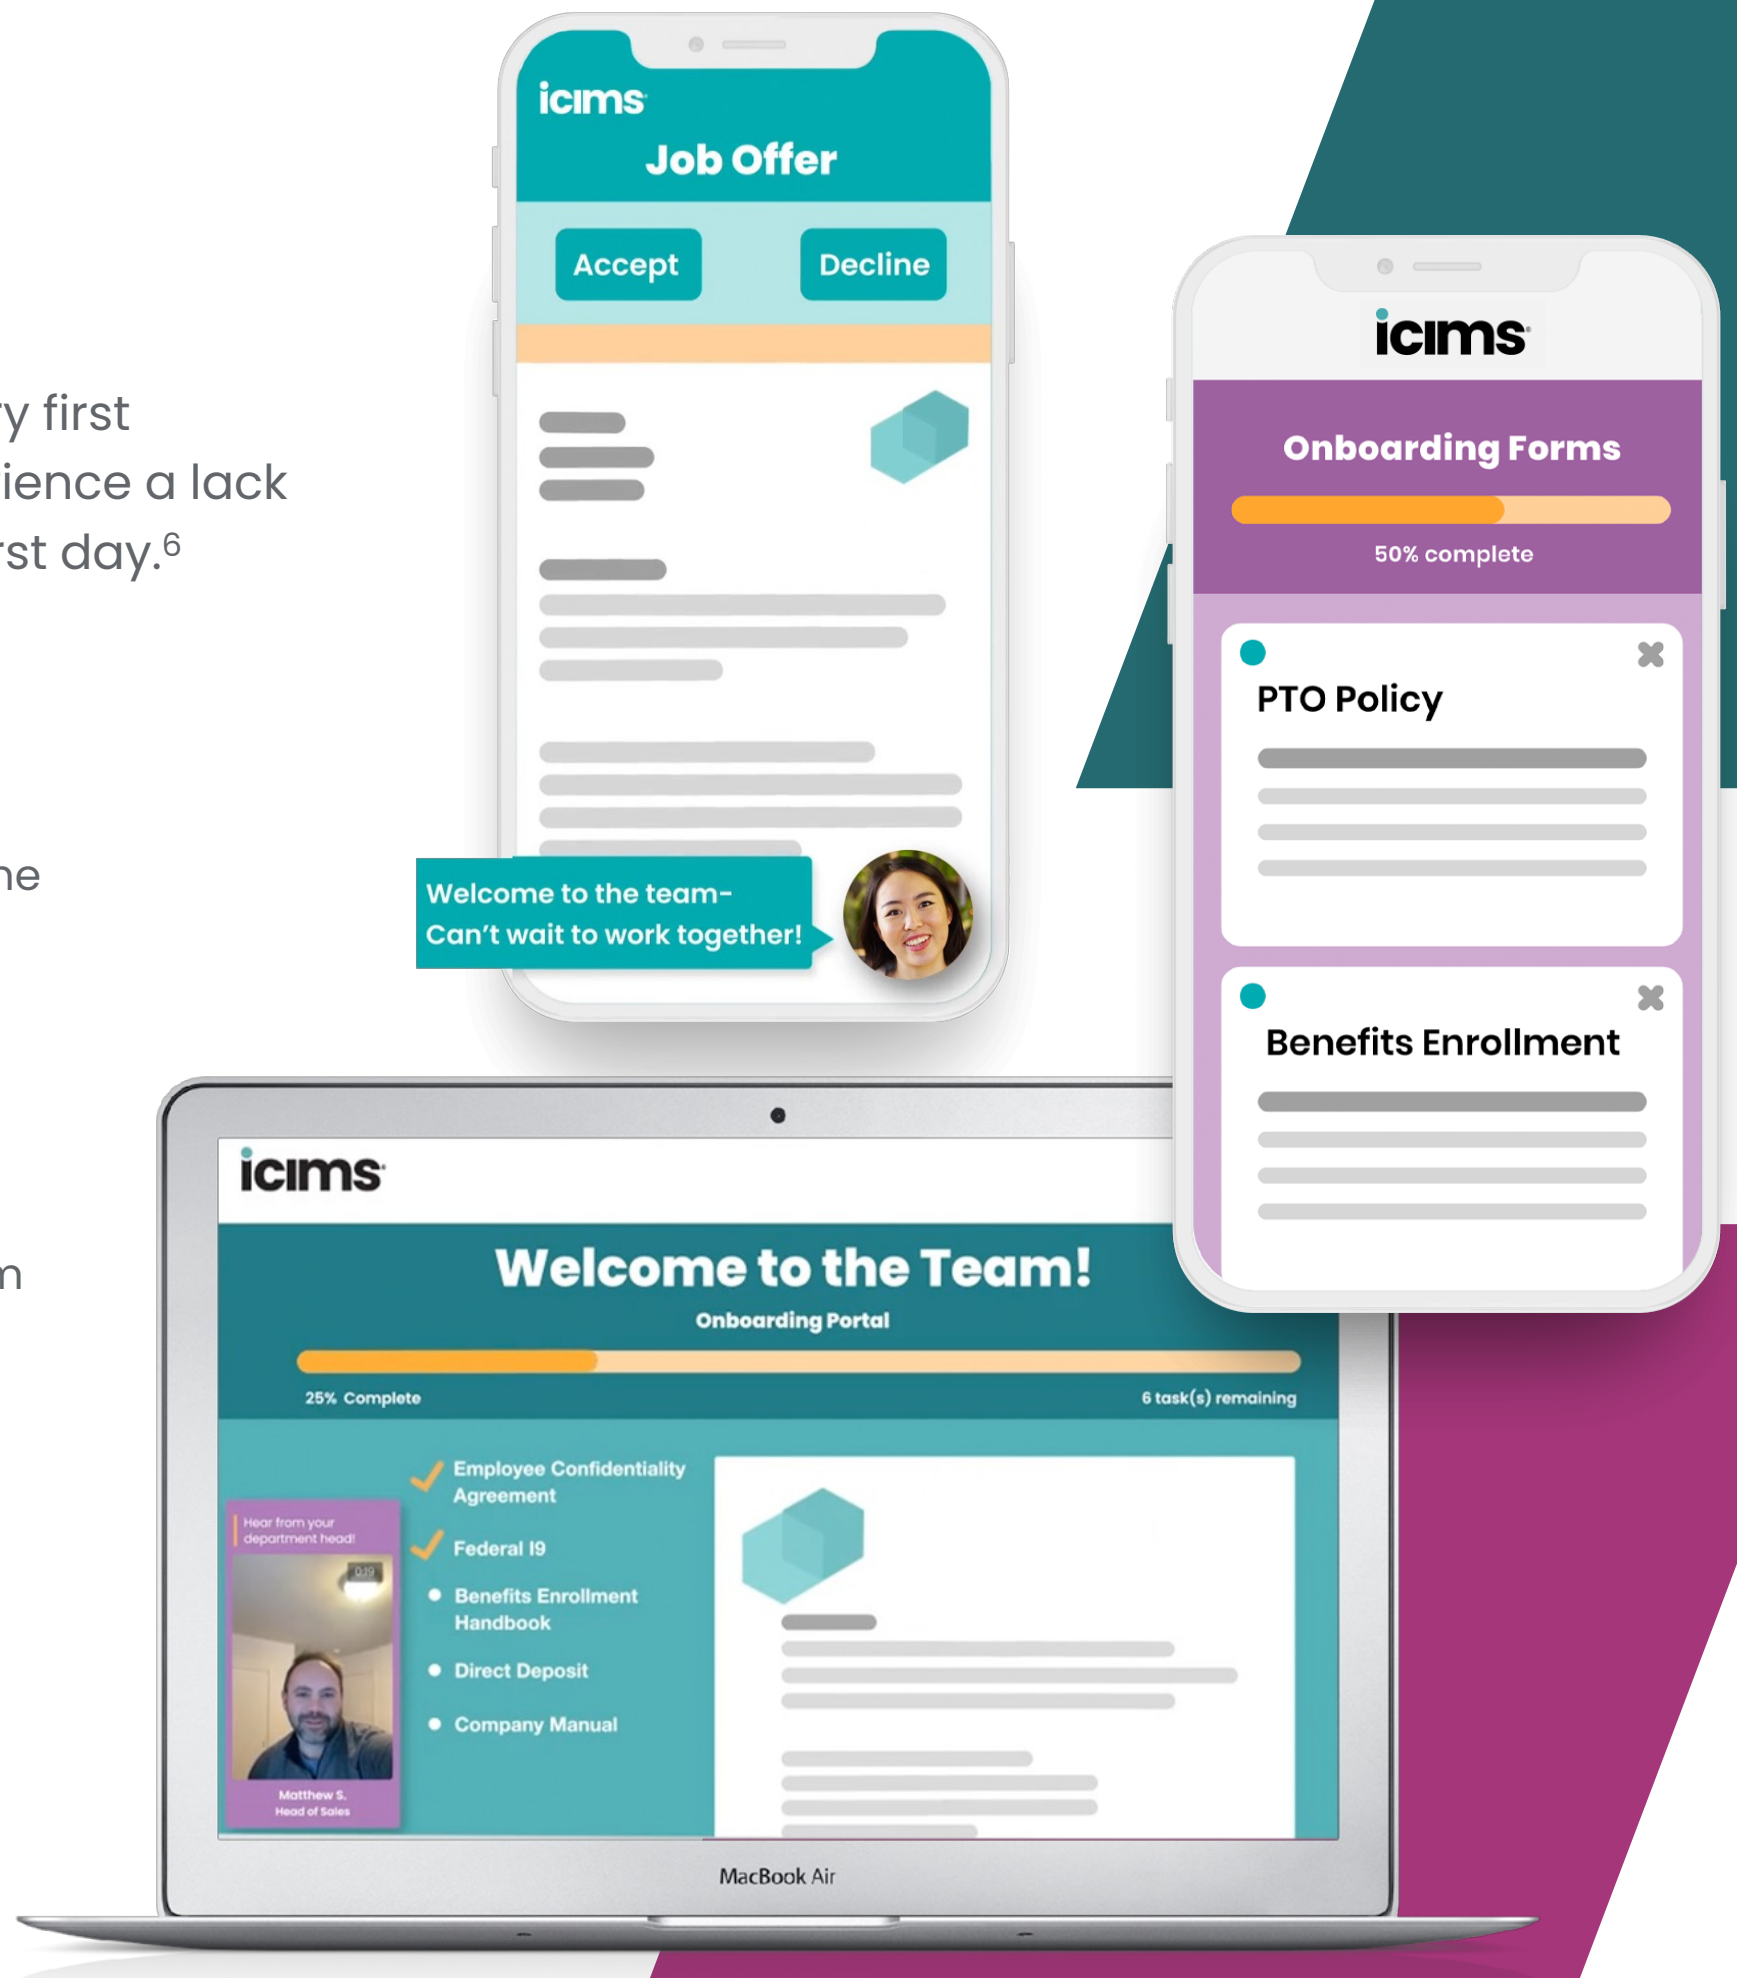 ry first
ience a lack
rst day.6
ne
m
icims
Job Offer
Accept
Decline
Welcome to the team-
Can't wait to work together!
icims
Onboarding Forms
50% complete
PTO Policy
Benefits Enrollment
icims
Welcome to the Team!
Onboarding Portal
25% Complete
6 task(s) remaining
Hear from your
department head!
0:19
Matthew S.
Head of Sales
Employee Confidentiality
Agreement
Federal I9
Benefits Enrollment
Handbook
Direct Deposit
Company Manual
MacBook Air